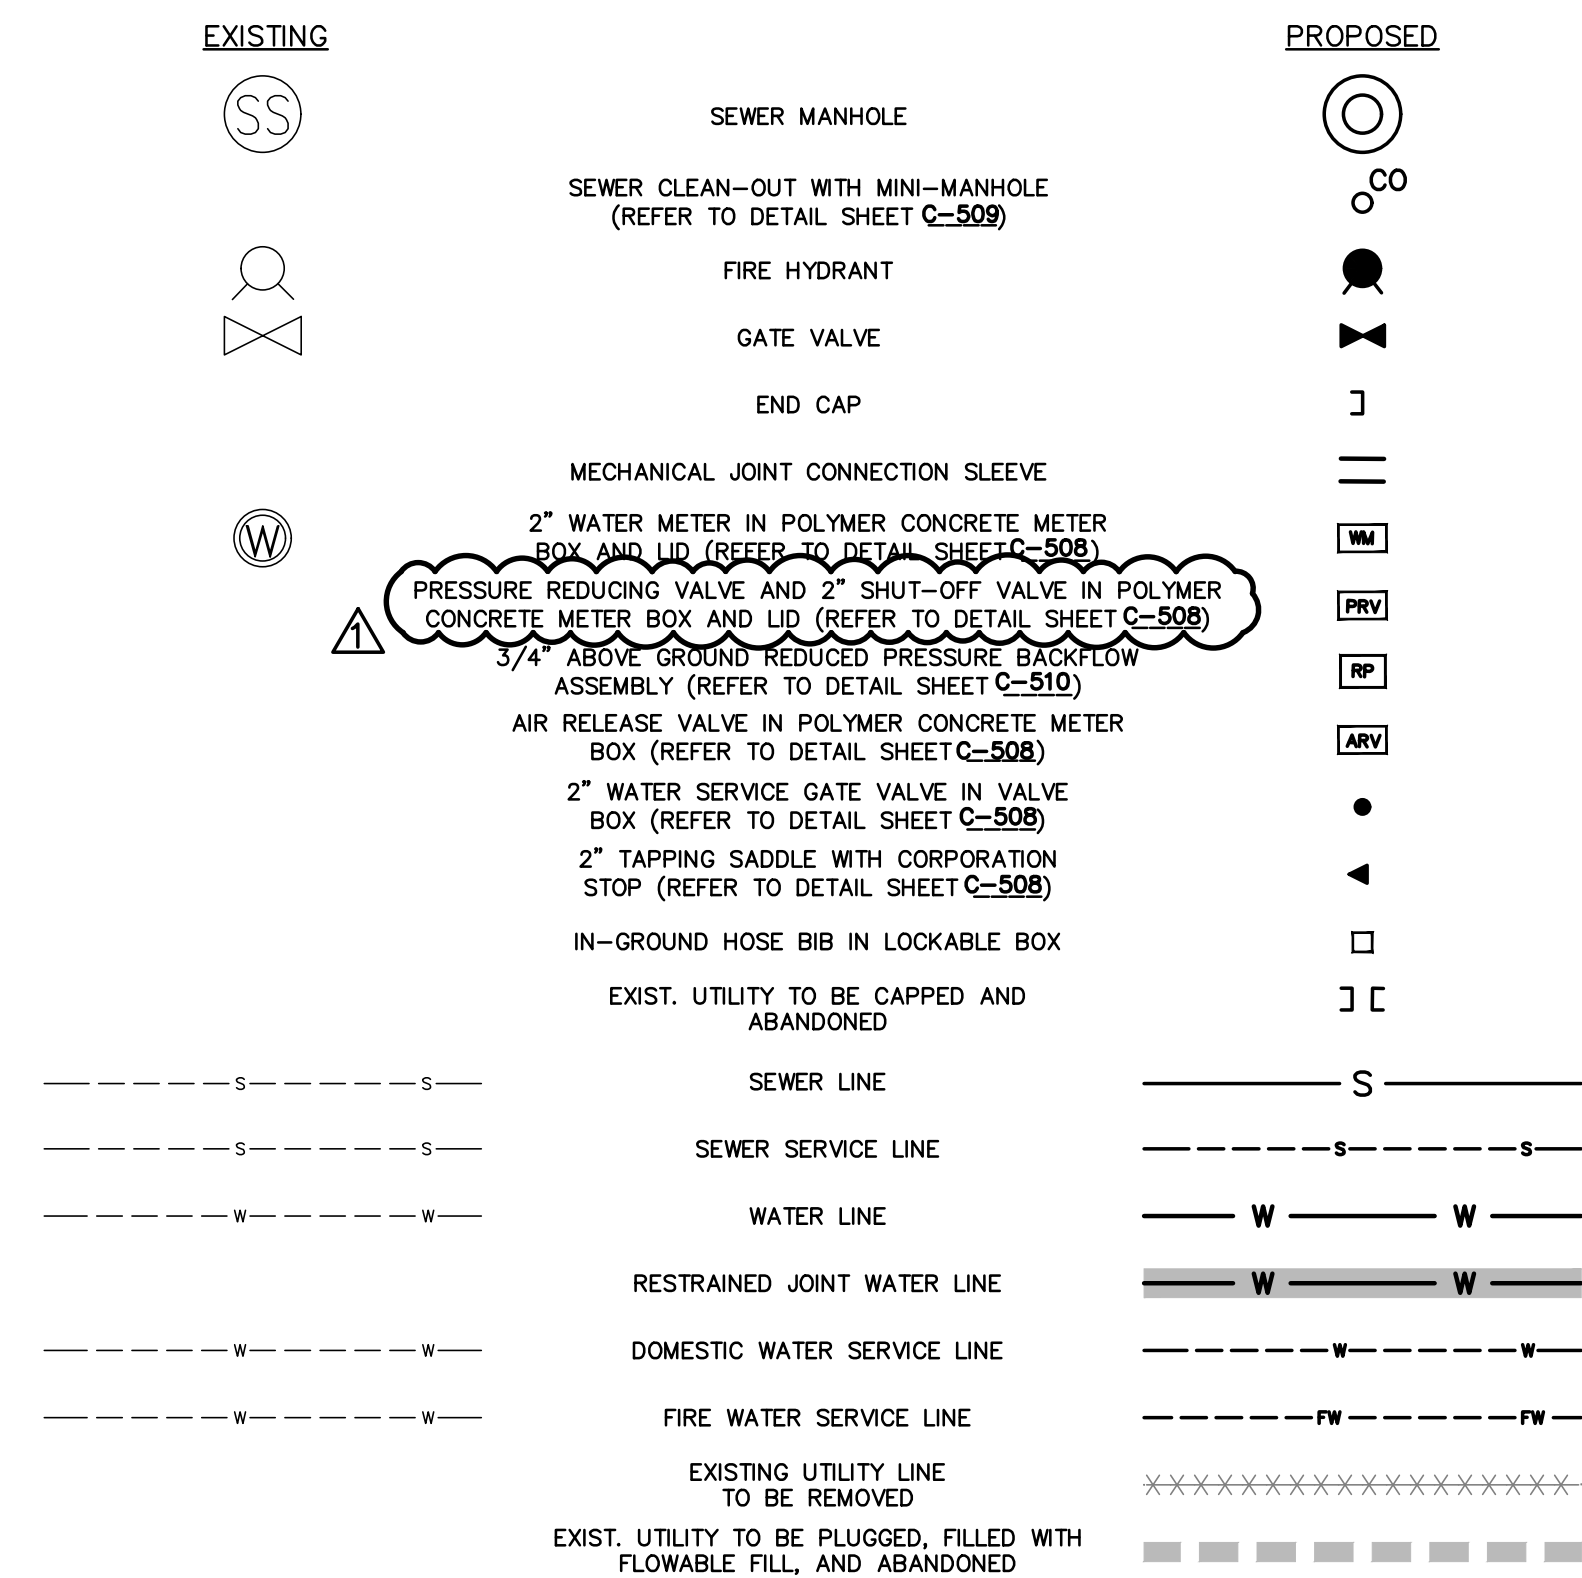 EXISTING PROPOSED
SS SEWER MANHOLE
CO
SEWER CLEAN-OUT WITH MINI-MANHOLE
(REFER TO DETAIL SHEET C-509)
FIRE HYDRANT
GATE VALVE
END CAP
MECHANICAL JOINT CONNECTION SLEEVE
2" WATER METER IN POLYMER CONCRETE METER
W WM
BOX AND LID (REFER TO DETAIL SHEET C-508)
PRESSURE REDUCING VALVE AND 2" SHUT-OFF VALVE IN POLYMER
PRV
CONCRETE METER BOX AND LID (REFER TO DETAIL SHEET C-508)
1
3/4" ABOVE GROUND REDUCED PRESSURE BACKFLOW
RP
ASSEMBLY (REFER TO DETAIL SHEET C-510)
AIR RELEASE VALVE IN POLYMER CONCRETE METER
ARV
BOX (REFER TO DETAIL SHEET C-508)
2" WATER SERVICE GATE VALVE IN VALVE
BOX (REFER TO DETAIL SHEET C-508)
2" TAPPING SADDLE WITH CORPORATION
STOP (REFER TO DETAIL SHEET C-508)
IN-GROUND HOSE BIB IN LOCKABLE BOX
EXIST. UTILITY TO BE CAPPED AND
ABANDONED
S S SEWER LINE S
S S SEWER SERVICE LINE S S
W W WATER LINE W W
RESTRAINED JOINT WATER LINE W W
W W DOMESTIC WATER SERVICE LINE W W
W W FIRE WATER SERVICE LINE FW FW
EXISTING UTILITY LINE
TO BE REMOVED
EXIST. UTILITY TO BE PLUGGED, FILLED WITH
FLOWABLE FILL, AND ABANDONED